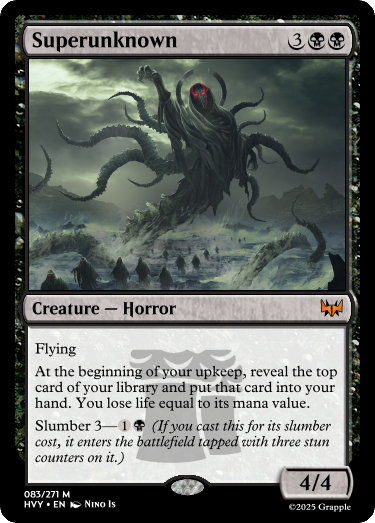 Superunknown 3
Creature — Horror
Flying
At the beginning of your upkeep, reveal the top
card of your library and put that card into your
hand. You lose life equal to its mana value.
Slumber 3— 1 (If you cast this for its slumber
cost, it enters the battlefield tapped with three stun
counters on it.)
4/4
083/271 M
HVY • EN Nino Is
©2025 Grapple